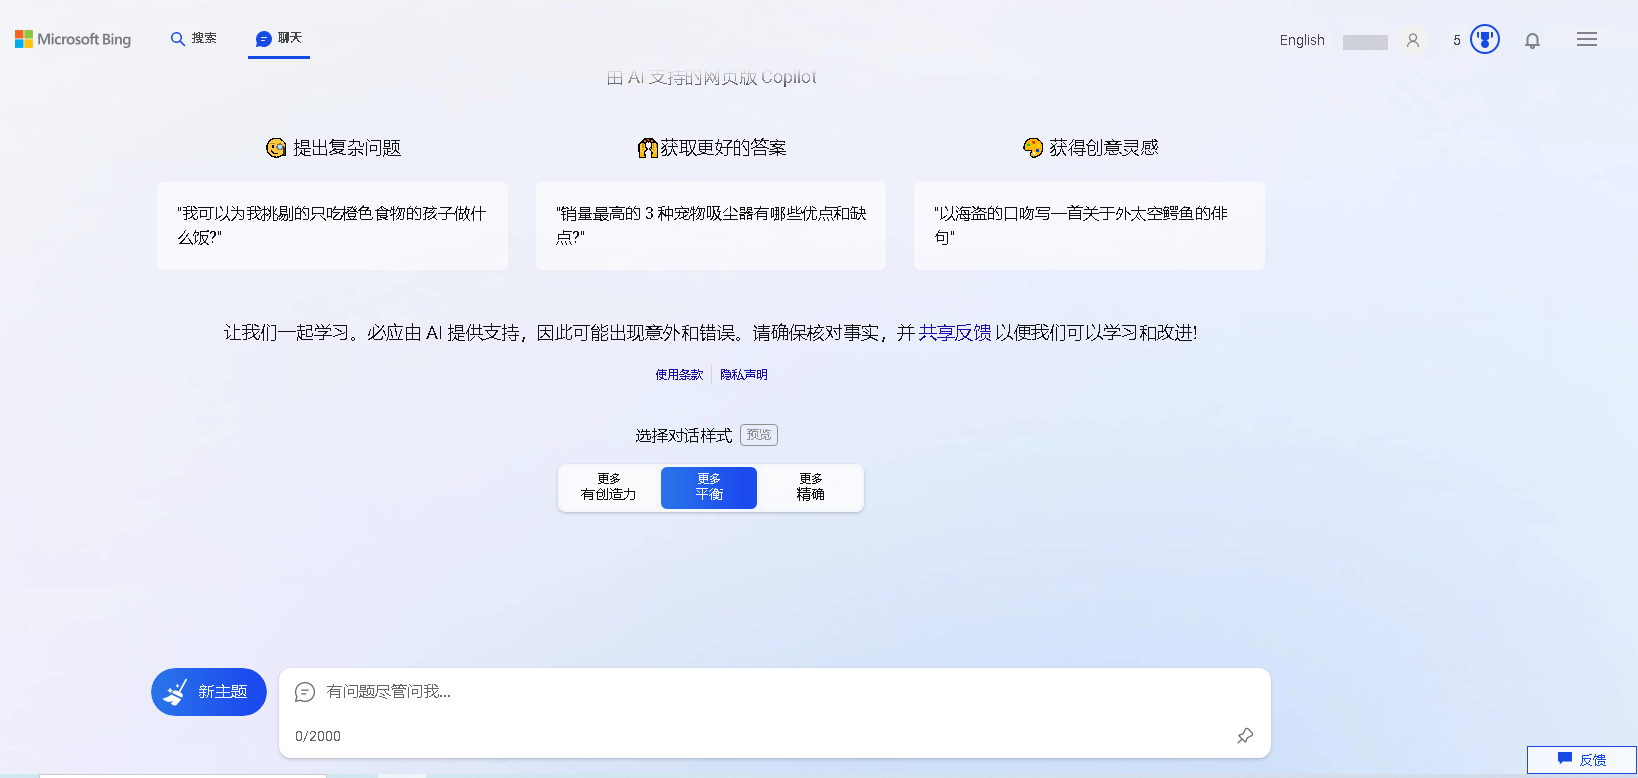 Microsoft Bing
搜索
聊天
English
5
由 AI 支持的网页版 Copilot
提出复杂问题
获取更好的答案
获得创意灵感
"我可以为我挑剔的只吃橙色食物的孩子做什
么饭?"
"销量最高的 3 种宠物吸尘器有哪些优点和缺
点?"
"以海盗的口吻写一首关于外太空鳄鱼的俳
句"
让我们一起学习。必应由 AI 提供支持，因此可能出现意外和错误。请确保核对事实，并 共享反馈 以便我们可以学习和改进!
使用条款
隐私声明
选择对话样式 预览
更多
有创造力
更多
平衡
更多
精确
新主题
有问题尽管问我...
0/2000
反馈